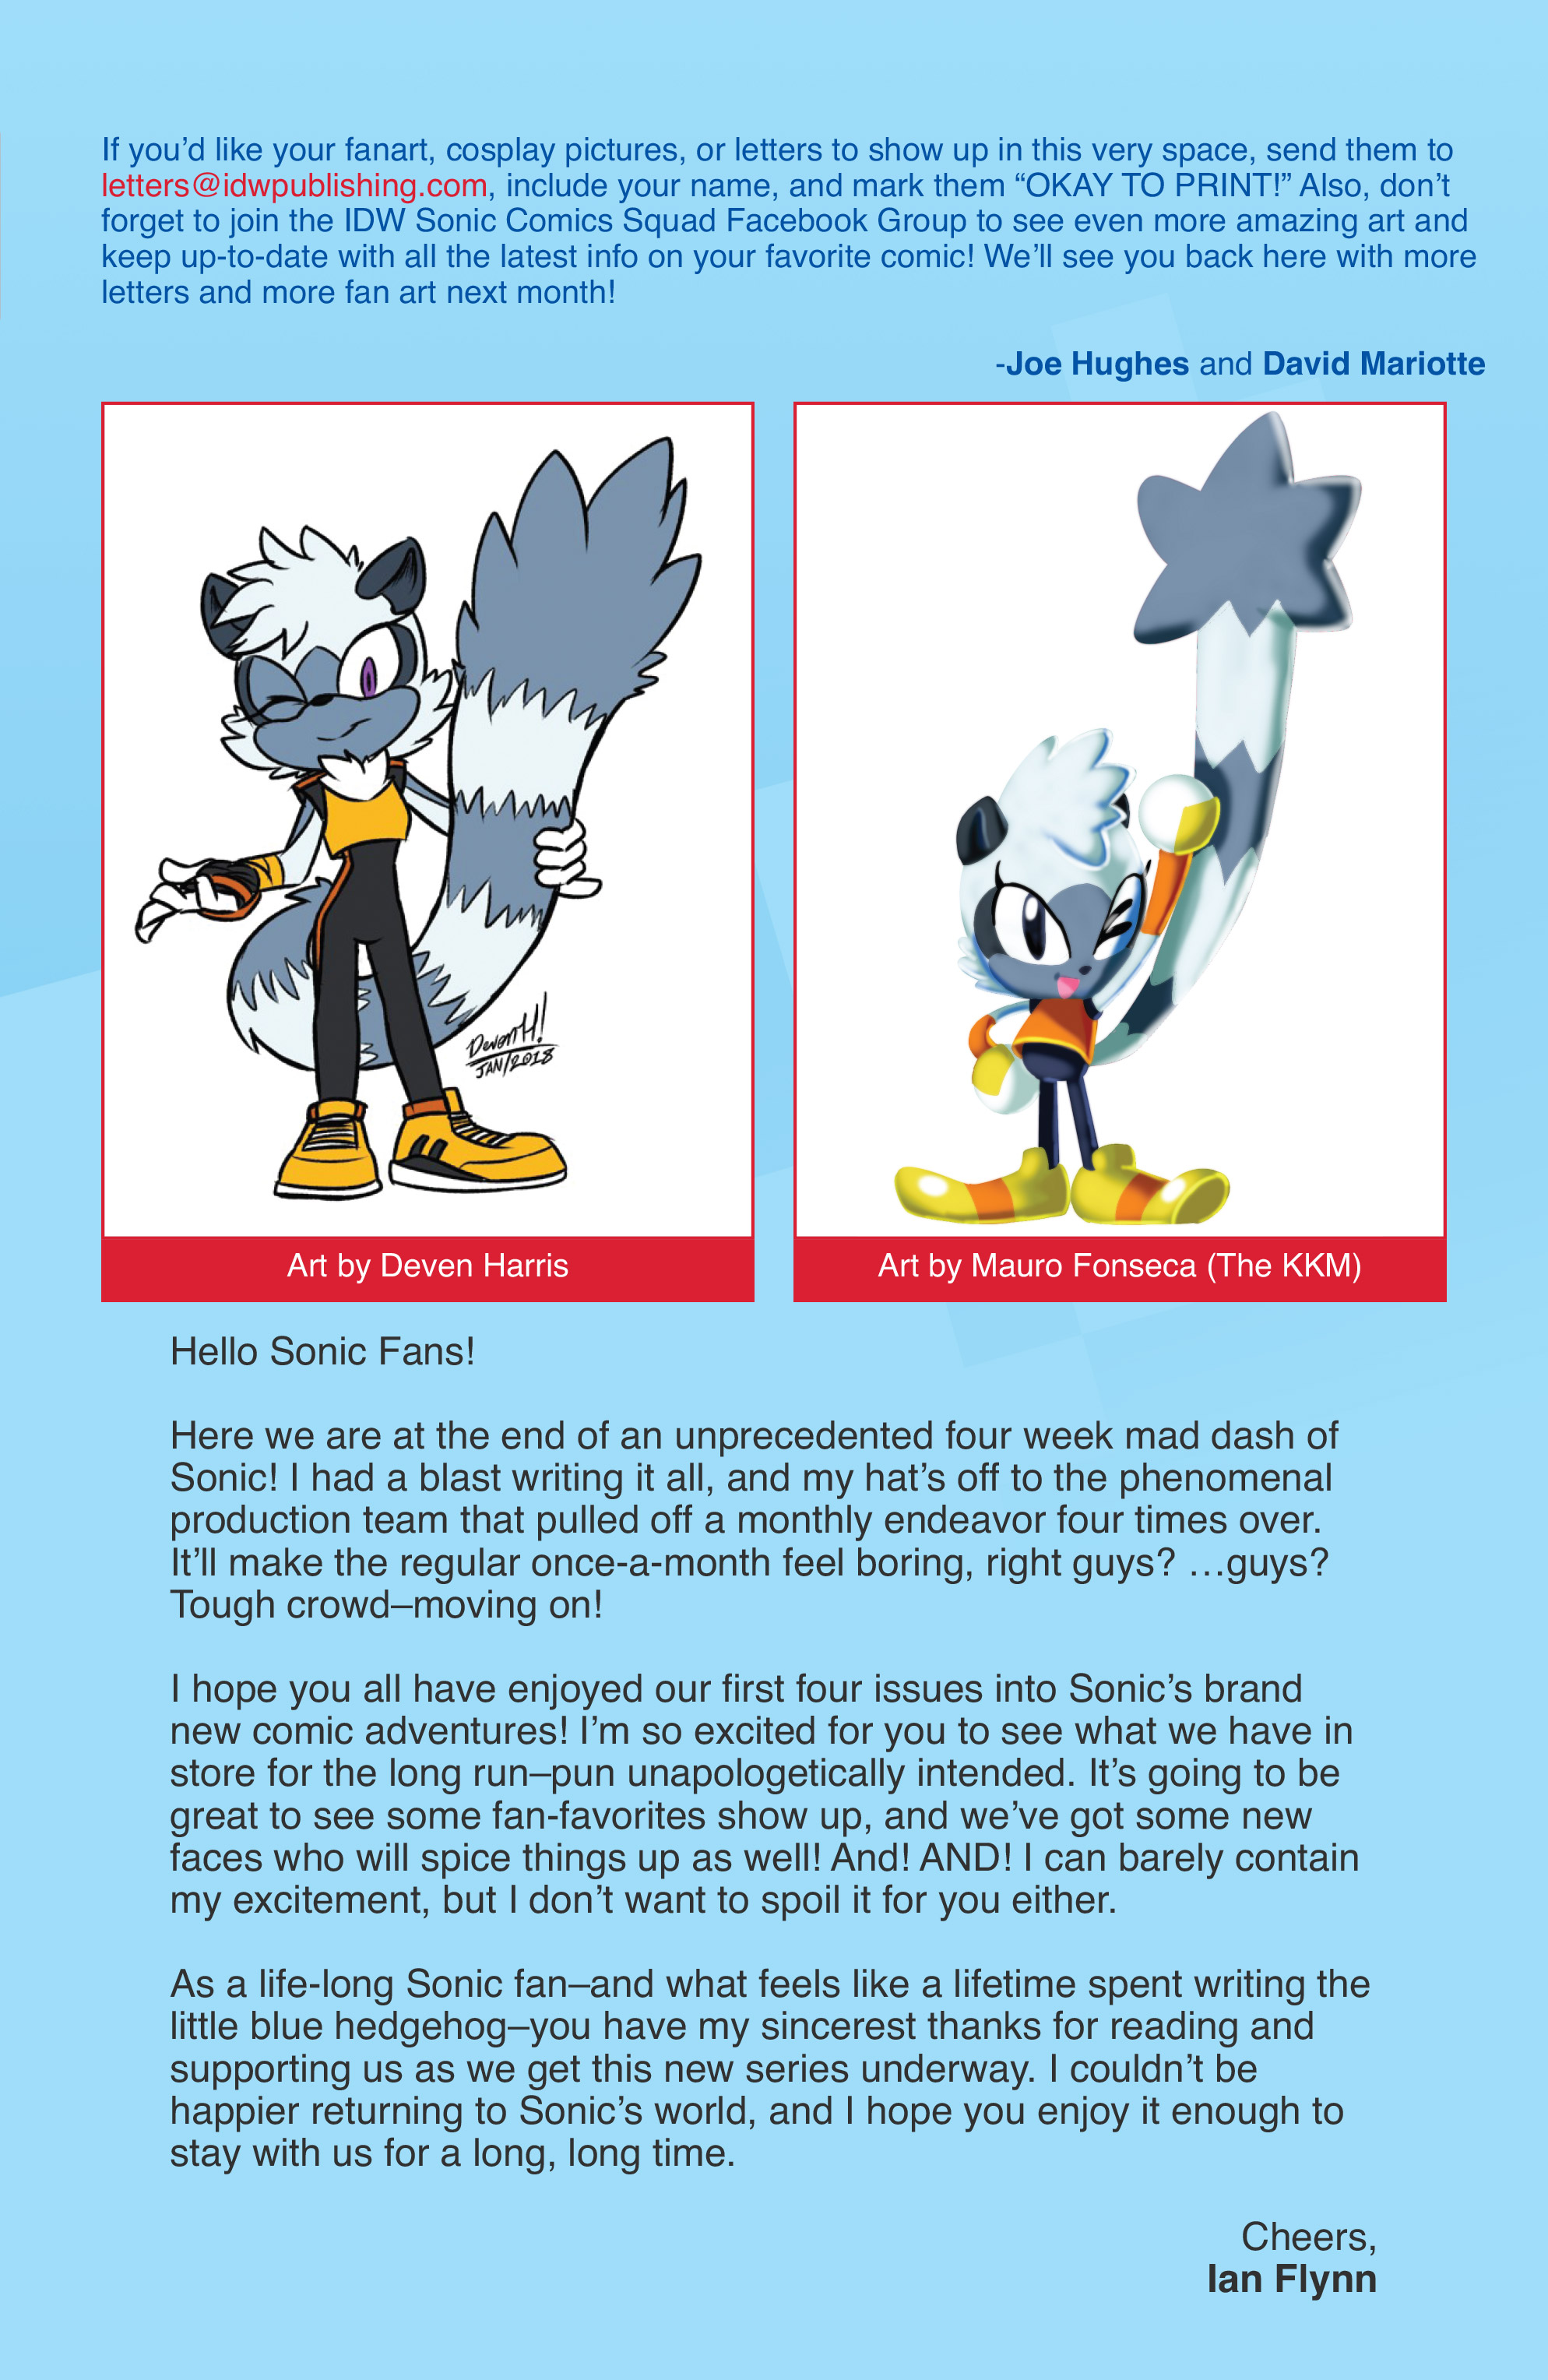 If you’d like your fanart, cosplay pictures, or letters to show up in this very space, send them to
letters@idwpublishing.com, include your name, and mark them “OKAY TO PRINT!” Also, don’t
forget to join the IDW Sonic Comics Squad Facebook Group to see even more amazing art and
keep up-to-date with all the latest info on your favorite comic! We’ll see you back here with more
letters and more fan art next month!
-Joe Hughes and David Mariotte
DevenH!
JAN/2018
Art by Deven Harris
Art by Mauro Fonseca (The KKM)
Hello Sonic Fans!
Here we are at the end of an unprecedented four week mad dash of
Sonic! I had a blast writing it all, and my hat’s off to the phenomenal
production team that pulled off a monthly endeavor four times over.
It’ll make the regular once-a-month feel boring, right guys? …guys?
Tough crowd–moving on!
I hope you all have enjoyed our first four issues into Sonic’s brand
new comic adventures! I’m so excited for you to see what we have in
store for the long run–pun unapologetically intended. It’s going to be
great to see some fan-favorites show up, and we’ve got some new
faces who will spice things up as well! And! AND! I can barely contain
my excitement, but I don’t want to spoil it for you either.
As a life-long Sonic fan–and what feels like a lifetime spent writing the
little blue hedgehog–you have my sincerest thanks for reading and
supporting us as we get this new series underway. I couldn’t be
happier returning to Sonic’s world, and I hope you enjoy it enough to
stay with us for a long, long time.
Cheers,
Ian Flynn